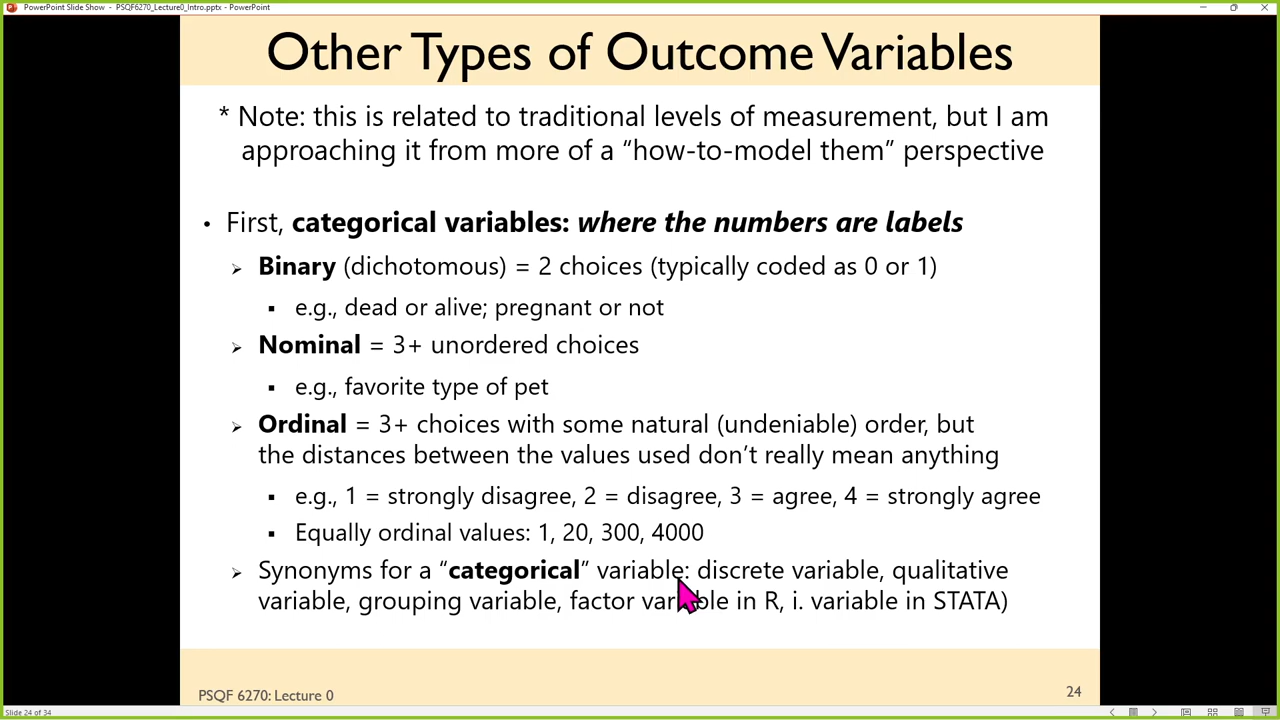 PowerPoint Slide Show - PSQF6270_Lecture0_Intro.pptx - PowerPoint
Other Types of Outcome Variables
* Note: this is related to traditional levels of measurement, but I am
approaching it from more of a “how-to-model them” perspective
• First, categorical variables: where the numbers are labels
➢ Binary (dichotomous) = 2 choices (typically coded as 0 or 1)
▪ e.g., dead or alive; pregnant or not
➢ Nominal = 3+ unordered choices
▪ e.g., favorite type of pet
➢ Ordinal = 3+ choices with some natural (undeniable) order, but
the distances between the values used don’t really mean anything
▪ e.g., 1 = strongly disagree, 2 = disagree, 3 = agree, 4 = strongly agree
▪ Equally ordinal values: 1, 20, 300, 4000
➢ Synonyms for a “categorical” variable: discrete variable, qualitative
variable, grouping variable, factor variable in R, i. variable in STATA)
PSQF 6270: Lecture 0
24
Slide 24 of 34